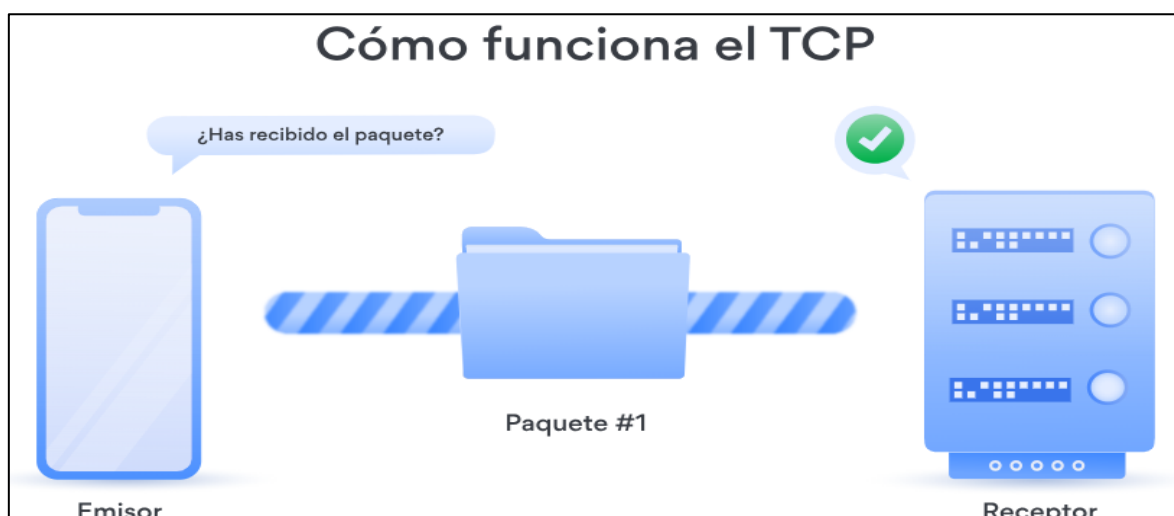 Cómo funciona el TCP
¿Has recibido el paquete?
Paquete #1
Emisor
Receptor